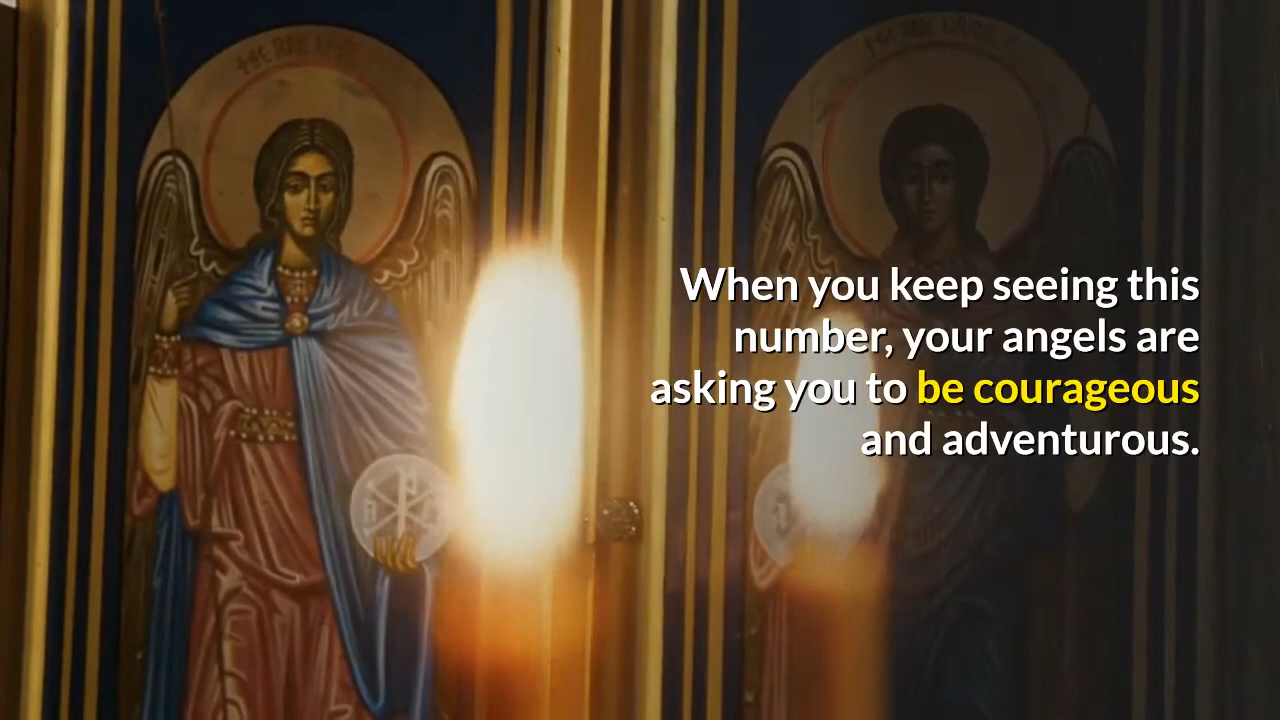 When you keep seeing this
number, your angels are
asking you to be courageous
and adventurous.